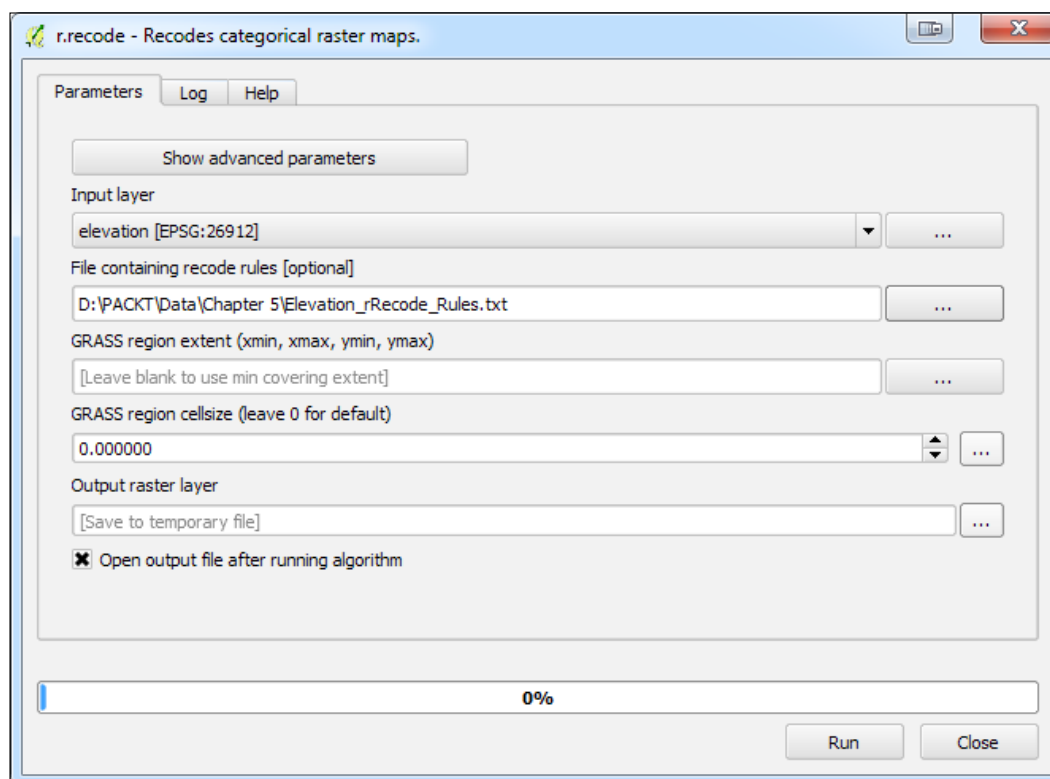 r.recode - Recodes categorical raster maps.
X
Parameters Log Help
Show advanced parameters
Input layer
elevation [EPSG:26912] ...
File containing recode rules [optional]
D:\PACKT\Data\Chapter 5\Elevation_rRecode_Rules.txt ...
GRASS region extent (xmin, xmax, ymin, ymax)
[Leave blank to use min covering extent] ...
GRASS region cellsize (leave 0 for default)
0.000000 ...
Output raster layer
[Save to temporary file] ...
Open output file after running algorithm
0%
Run Close